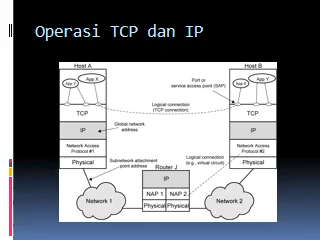 Operasi TCP dan IP
Host A
Host B
App Y
App X
App X
App Y
Port or
service access point (SAP)
Logical connection
(TCP connection)
TCP
TCP
IP
Global network
address
IP
Network Access
Protocol #1
Network Access
Protocol #2
Subnetwork attachment
point address
Logical connection
(e.g., virtual circuit)
Physical
Physical
Router J
IP
NAP 1
NAP 2
Physical
Physical
Network 1
Network 2